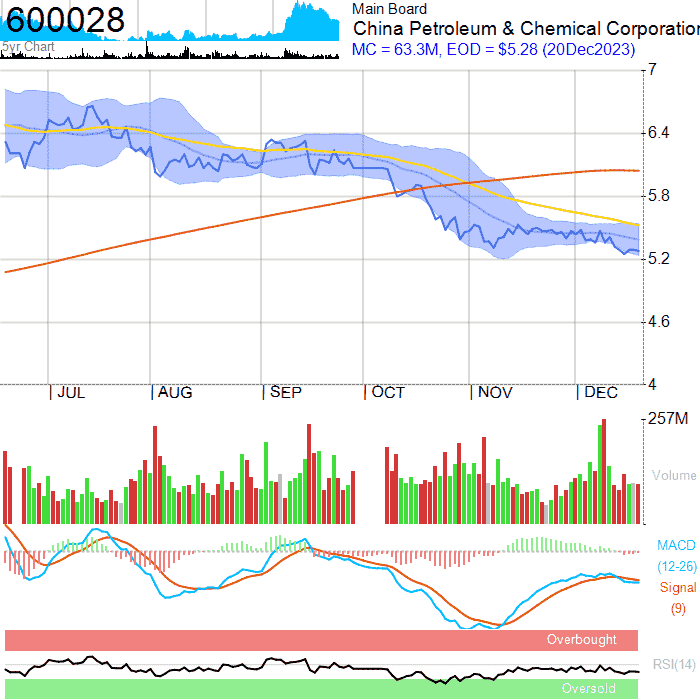 600028
5yr Chart
Main Board
China Petroleum & Chemical Corporation
MC = 63.3M, EOD = $5.28 (20Dec2023)
7
6.4
5.8
5.2
4.6
4
JUL
AUG
SEP
OCT
NOV
DEC
257M
Volume
MACD
(12-26)
Signal
(9)
Overbought
RSI(14)
Oversold